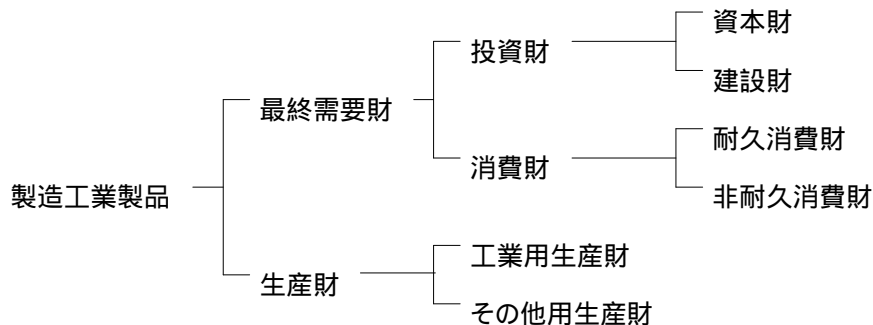 製造工業製品
最終需要財
投資財
資本財
建設財
消費財
耐久消費財
非耐久消費財
生産財
工業用生産財
その他用生産財